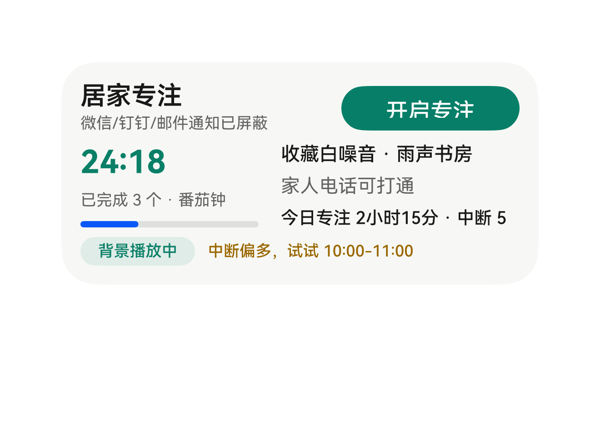 居家专注
微信/钉钉/邮件通知已屏蔽
开启专注
24:18
已完成 3 个 · 番茄钟
收藏白噪音 · 雨声书房
家人电话可打通
今日专注 2小时15分 · 中断 5
背景播放中
中断偏多，试试 10:00-11:00